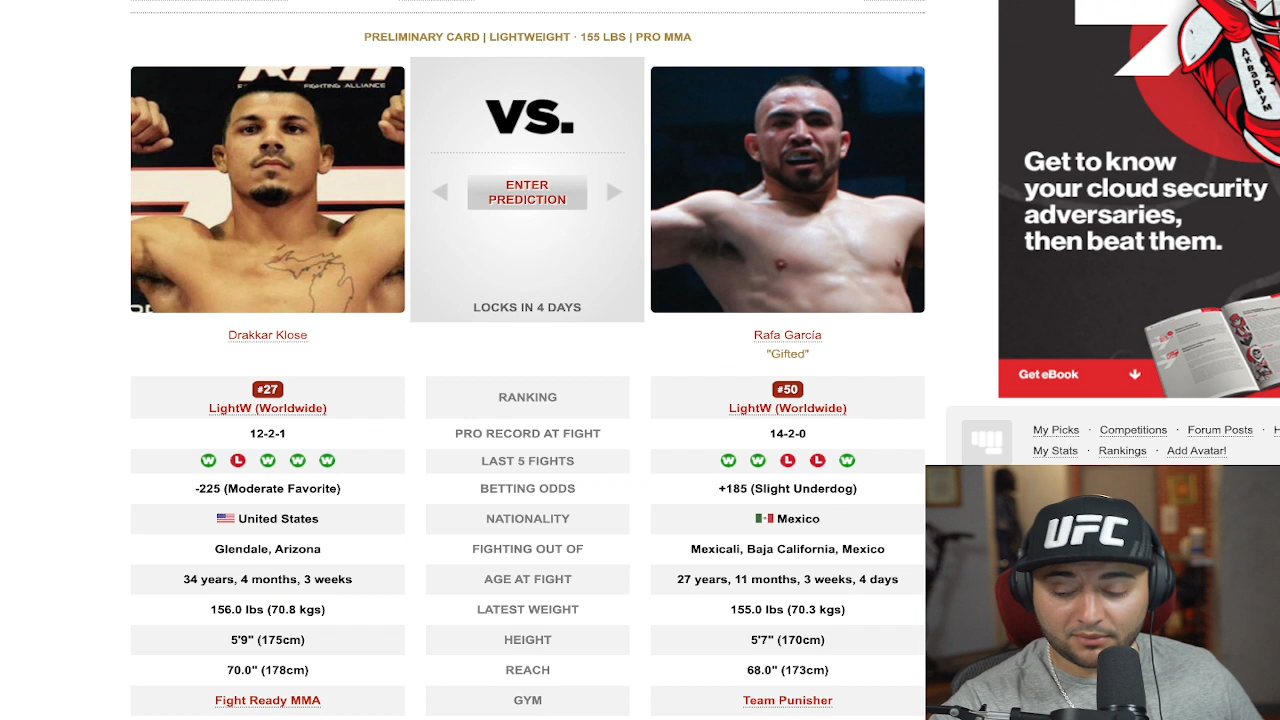 PRELIMINARY CARD | LIGHTWEIGHT · 155 LBS | PRO MMA
FIGHTING ALLIANCE
VS.
ENTER
PREDICTION
LOCKS IN 4 DAYS
Drakkar Klose
Rafa García
"Gifted"
#27
LightW (Worldwide)
RANKING
#50
LightW (Worldwide)
12-2-1
PRO RECORD AT FIGHT
14-2-0
W L W W W
LAST 5 FIGHTS
W W L L W
-225 (Moderate Favorite)
BETTING ODDS
+185 (Slight Underdog)
United States
NATIONALITY
Mexico
Glendale, Arizona
FIGHTING OUT OF
Mexicali, Baja California, Mexico
34 years, 4 months, 3 weeks
AGE AT FIGHT
27 years, 11 months, 3 weeks, 4 days
156.0 lbs (70.8 kgs)
LATEST WEIGHT
155.0 lbs (70.3 kgs)
5'9" (175cm)
HEIGHT
5'7" (170cm)
70.0" (178cm)
REACH
68.0" (173cm)
Fight Ready MMA
GYM
Team Punisher
Аквариум
Get to know
your cloud security
adversaries,
then beat them.
Get eBook
My Picks · Competitions · Forum Posts · H
My Stats · Rankings · Add Avatar!
UFC